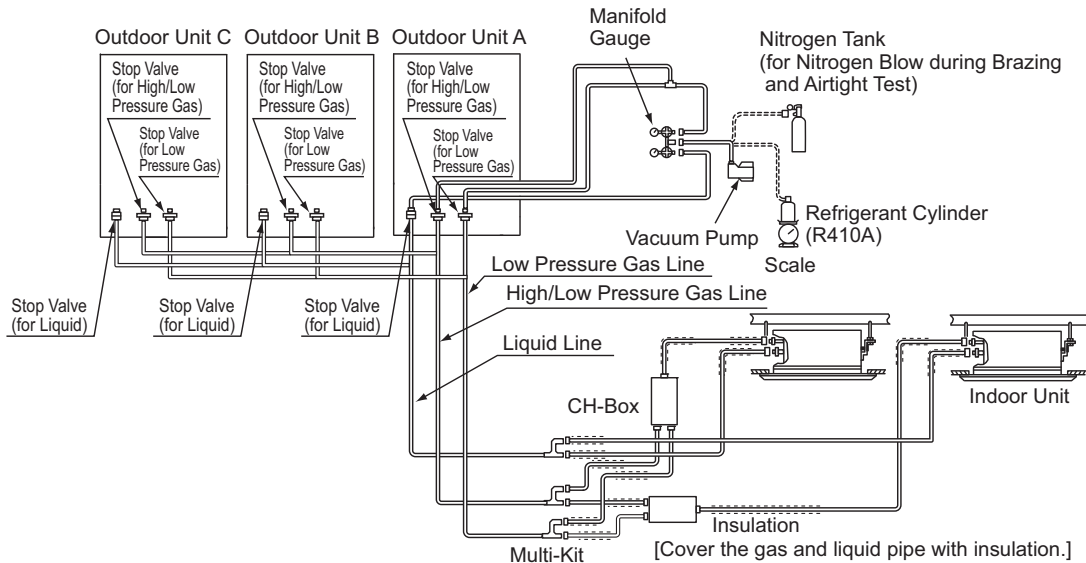 Manifold
Gauge
Outdoor Unit C
Outdoor Unit B
Outdoor Unit A
Nitrogen Tank
(for Nitrogen Blow during Brazing
and Airtight Test)
Stop Valve
(for High/Low
Pressure Gas)
Stop Valve
(for High/Low
Pressure Gas)
Stop Valve
(for High/Low
Pressure Gas)
Stop Valve
(for Low
Pressure Gas)
Stop Valve
(for Low
Pressure Gas)
Stop Valve
(for Low
Pressure Gas)
Refrigerant Cylinder
(R410A)
Vacuum Pump
Scale
Low Pressure Gas Line
High/Low Pressure Gas Line
Stop Valve
(for Liquid)
Stop Valve
(for Liquid)
Stop Valve
(for Liquid)
Liquid Line
CH-Box
Indoor Unit
Insulation
[Cover the gas and liquid pipe with insulation.]
Multi-Kit